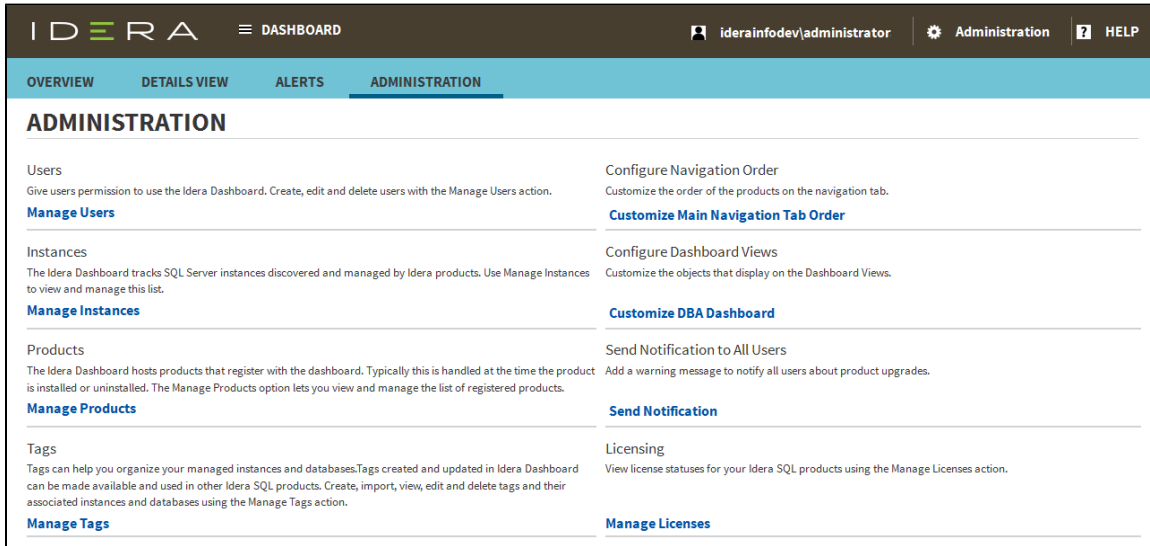 IDERA
DASHBOARD
iderainfodev\administrator
Administration
? HELP
OVERVIEW
DETAILS VIEW
ALERTS
ADMINISTRATION
ADMINISTRATION
Users
Give users permission to use the Idera Dashboard. Create, edit and delete users with the Manage Users action.
Manage Users
Instances
The Idera Dashboard tracks SQL Server instances discovered and managed by Idera products. Use Manage Instances
to view and manage this list.
Manage Instances
Products
The Idera Dashboard hosts products that register with the dashboard. Typically this is handled at the time the product
is installed or uninstalled. The Manage Products option lets you view and manage the list of registered products.
Manage Products
Tags
Tags can help you organize your managed instances and databases.Tags created and updated in Idera Dashboard
can be made available and used in other Idera SQL products. Create, import, view, edit and delete tags and their
associated instances and databases using the Manage Tags action.
Manage Tags
Configure Navigation Order
Customize the order of the products on the navigation tab.
Customize Main Navigation Tab Order
Configure Dashboard Views
Customize the objects that display on the Dashboard Views.
Customize DBA Dashboard
Send Notification to All Users
Add a warning message to notify all users about product upgrades.
Send Notification
Licensing
View license statuses for your Idera SQL products using the Manage Licenses action.
Manage Licenses